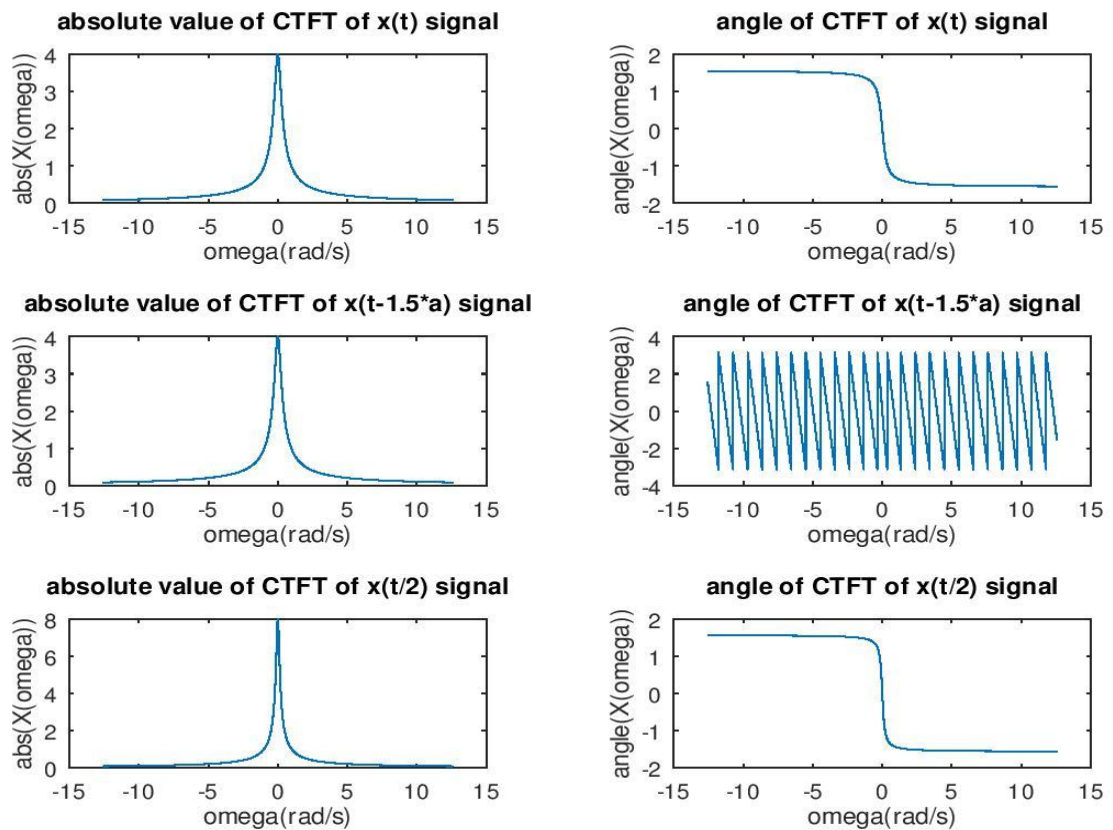 absolute value of CTFT of x(t) signal
abs(X(omega))
4
3
2
1
0
-15 -10 -5 0 5 10 15
omega(rad/s)
angle of CTFT of x(t) signal
angle(X(omega))
2
1
0
-1
-2
-15 -10 -5 0 5 10 15
omega(rad/s)
absolute value of CTFT of x(t-1.5*a) signal
abs(X(omega))
4
3
2
1
0
-15 -10 -5 0 5 10 15
omega(rad/s)
angle of CTFT of x(t-1.5*a) signal
angle(X(omega))
4
2
0
-2
-4
-15 -10 -5 0 5 10 15
omega(rad/s)
absolute value of CTFT of x(t/2) signal
abs(X(omega))
8
6
4
2
0
-15 -10 -5 0 5 10 15
omega(rad/s)
angle of CTFT of x(t/2) signal
angle(X(omega))
2
1
0
-1
-2
-15 -10 -5 0 5 10 15
omega(rad/s)